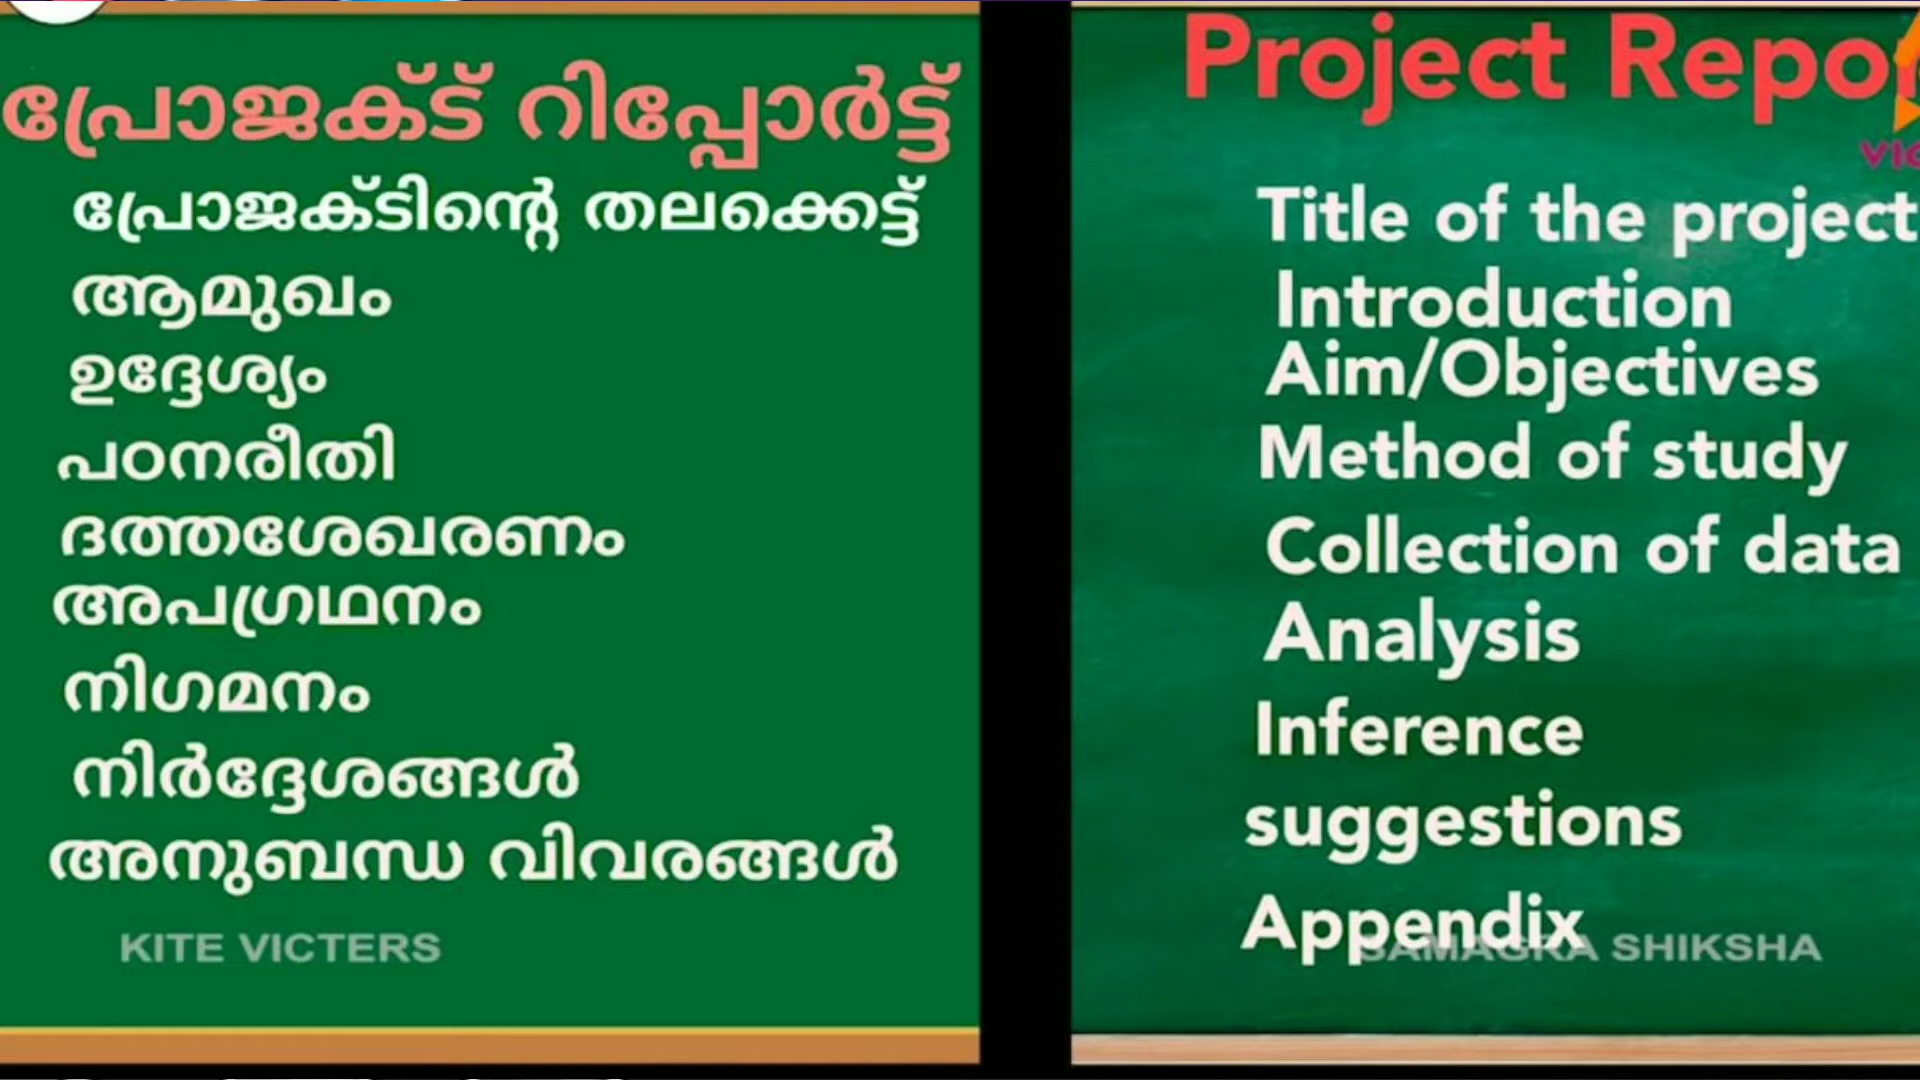 പ്രോജക്ട് റിപ്പോർട്ട്
പ്രോജക്ടിന്റെ തലക്കെട്ട്
ആമുഖം
ഉദ്ദേശ്യം
പഠനരീതി
ദത്തശേഖരണം
അപഗ്രഥനം
നിഗമനം
നിർദ്ദേശങ്ങൾ
അനുബന്ധ വിവരങ്ങൾ
KITE VICTERS
Project Repor
Title of the project
Introduction
Aim/Objectives
Method of study
Collection of data
Analysis
Inference
suggestions
Appendix
SAMAGRA SHIKSHA